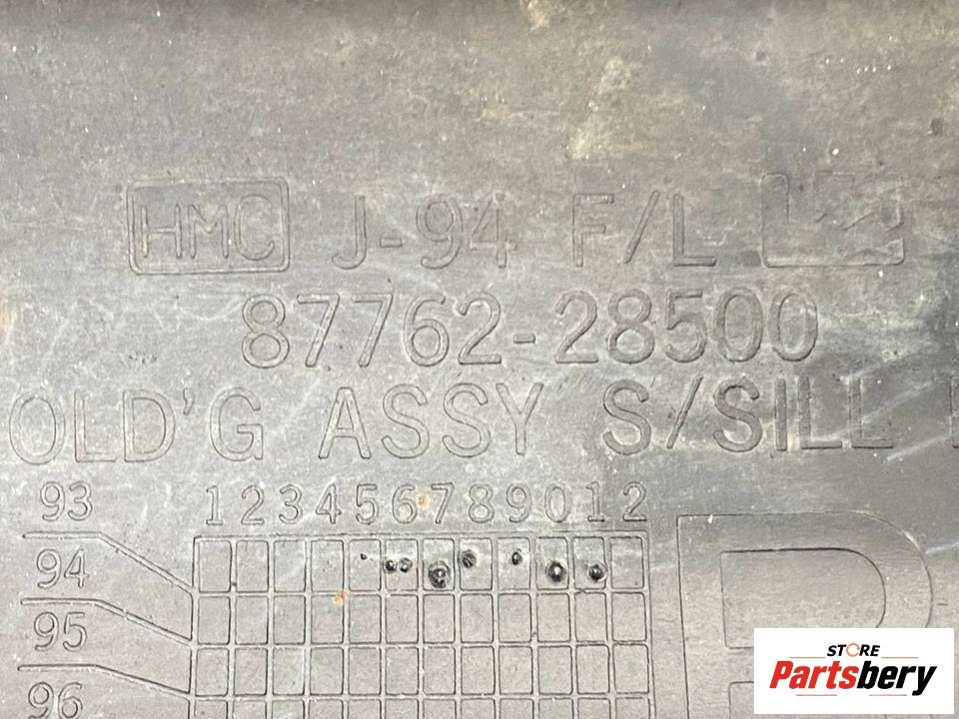 HMC J-94 F/L
87762-28500
OLD'G ASSY S/SILL
93 123456789012
94
95
96
R
STORE
Partsbery